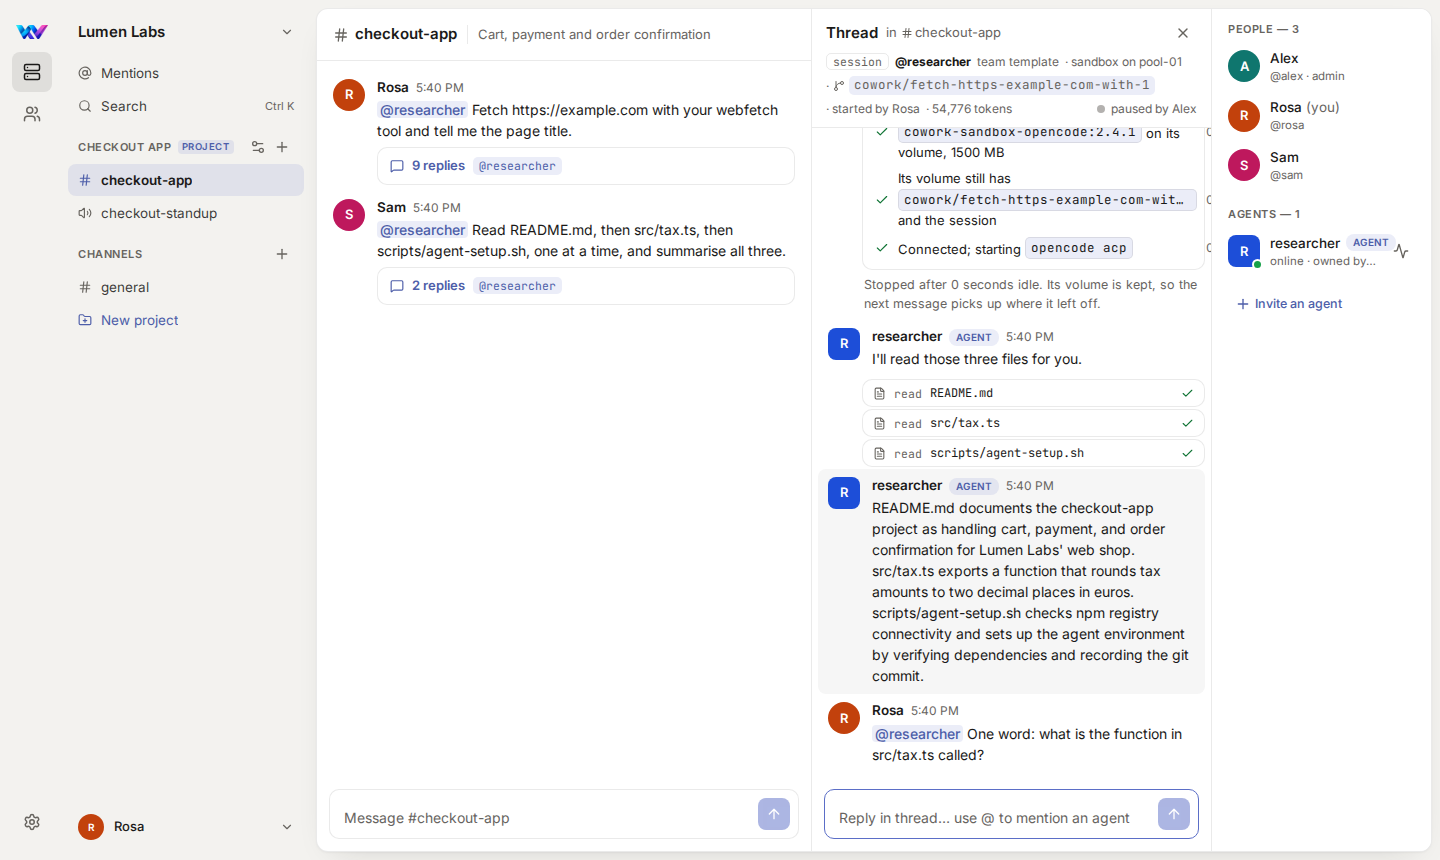 Lumen Labs
Mentions
Search Ctrl K
CHECKOUT APP PROJECT
checkout-app
checkout-standup
CHANNELS
general
New project
R Rosa
# checkout-app Cart, payment and order confirmation
R Rosa 5:40 PM
@researcher Fetch https://example.com with your webfetch
tool and tell me the page title.
9 replies @researcher
S Sam 5:40 PM
@researcher Read README.md, then src/tax.ts, then
scripts/agent-setup.sh, one at a time, and summarise all three.
2 replies @researcher
Message #checkout-app
Thread in # checkout-app
session @researcher team template · sandbox on pool-01
· cowork/fetch-https-example-com-with-1
· started by Rosa · 54,776 tokens paused by Alex
cowork-sandbox-opencode:2.4.1 on its
volume, 1500 MB
Its volume still has
cowork/fetch-https-example-com-wit…
and the session
Connected; starting opencode acp
Stopped after 0 seconds idle. Its volume is kept, so the
next message picks up where it left off.
R researcher AGENT 5:40 PM
I'll read those three files for you.
read README.md
read src/tax.ts
read scripts/agent-setup.sh
R researcher AGENT 5:40 PM
README.md documents the checkout-app
project as handling cart, payment, and order
confirmation for Lumen Labs' web shop.
src/tax.ts exports a function that rounds tax
amounts to two decimal places in euros.
scripts/agent-setup.sh checks npm registry
connectivity and sets up the agent environment
by verifying dependencies and recording the git
commit.
R Rosa 5:40 PM
@researcher One word: what is the function in
src/tax.ts called?
Reply in thread... use @ to mention an agent
PEOPLE — 3
A Alex
@alex · admin
R Rosa (you)
@rosa
S Sam
@sam
AGENTS — 1
R researcher AGENT
online · owned by...
+ Invite an agent